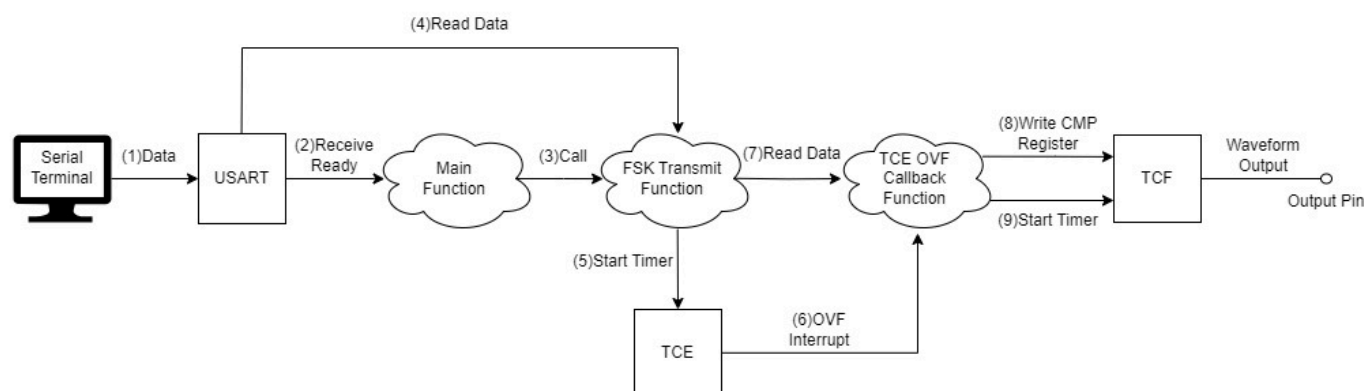 (4)Read Data
Serial
Terminal
(1)Data
USART
(2)Receive
Ready
Main
Function
(3)Call
FSK Transmit
Function
(7)Read Data
TCE OVF
Callback
Function
(8)Write CMP
Register
(9)Start Timer
TCF
Waveform
Output
Output Pin
(5)Start Timer
TCE
(6)OVF
Interrupt